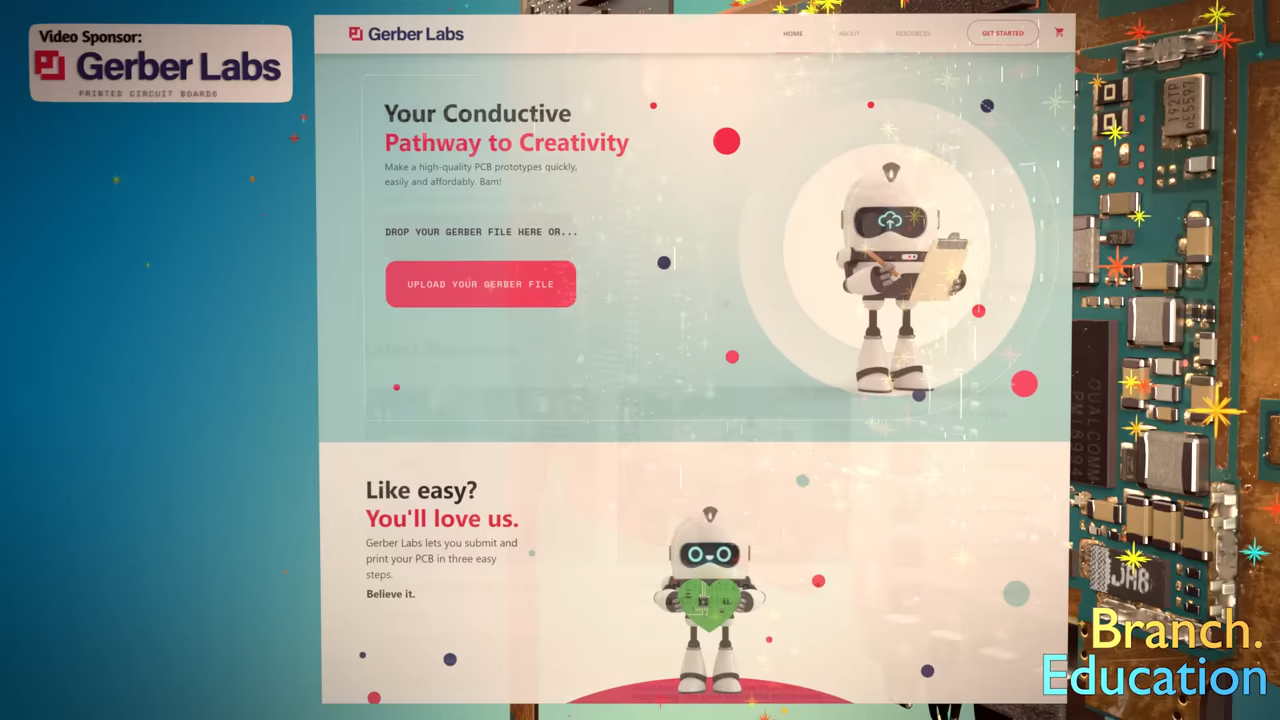 Video Sponsor:
Gerber Labs
PRINTED CIRCUIT BOARDS
Gerber Labs
HOME
ABOUT
RESOURCES
GET STARTED
Your Conductive
Pathway to Creativity
Make a high-quality PCB prototypes quickly,
easily and affordably. Bam!
DROP YOUR GERBER FILE HERE OR...
UPLOAD YOUR GERBER FILE
Like easy?
You'll love us.
Gerber Labs lets you submit and
print your PCB in three easy
steps.
Believe it.
QUALCOMM
JAB
Branch.
Education